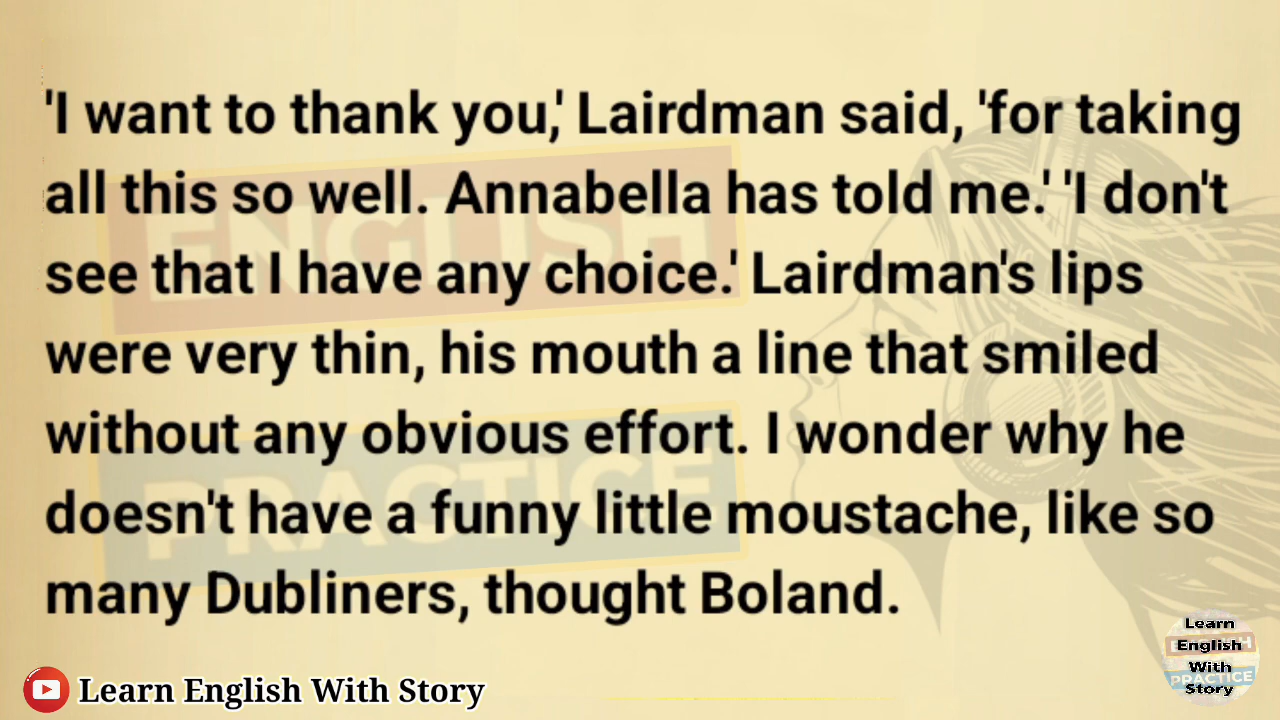 'I want to thank you,' Lairdman said, 'for taking
all this so well. Annabella has told me.' 'I don't
see that I have any choice.' Lairdman's lips
were very thin, his mouth a line that smiled
without any obvious effort. I wonder why he
doesn't have a funny little moustache, like so
many Dubliners, thought Boland.
ENGLISH
PRACTICE
Learn English With Story
Learn
English
With
PRACTICE
Story